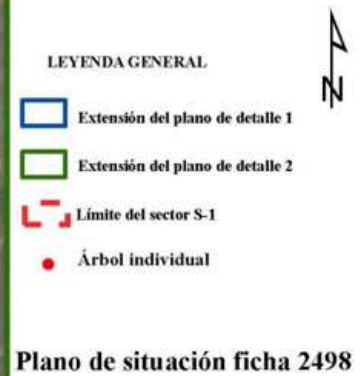 N
LEYENDA GENERAL
Extensión del plano de detalle 1
Extensión del plano de detalle 2
Límite del sector S-1
Árbol individual
Plano de situación ficha 2498